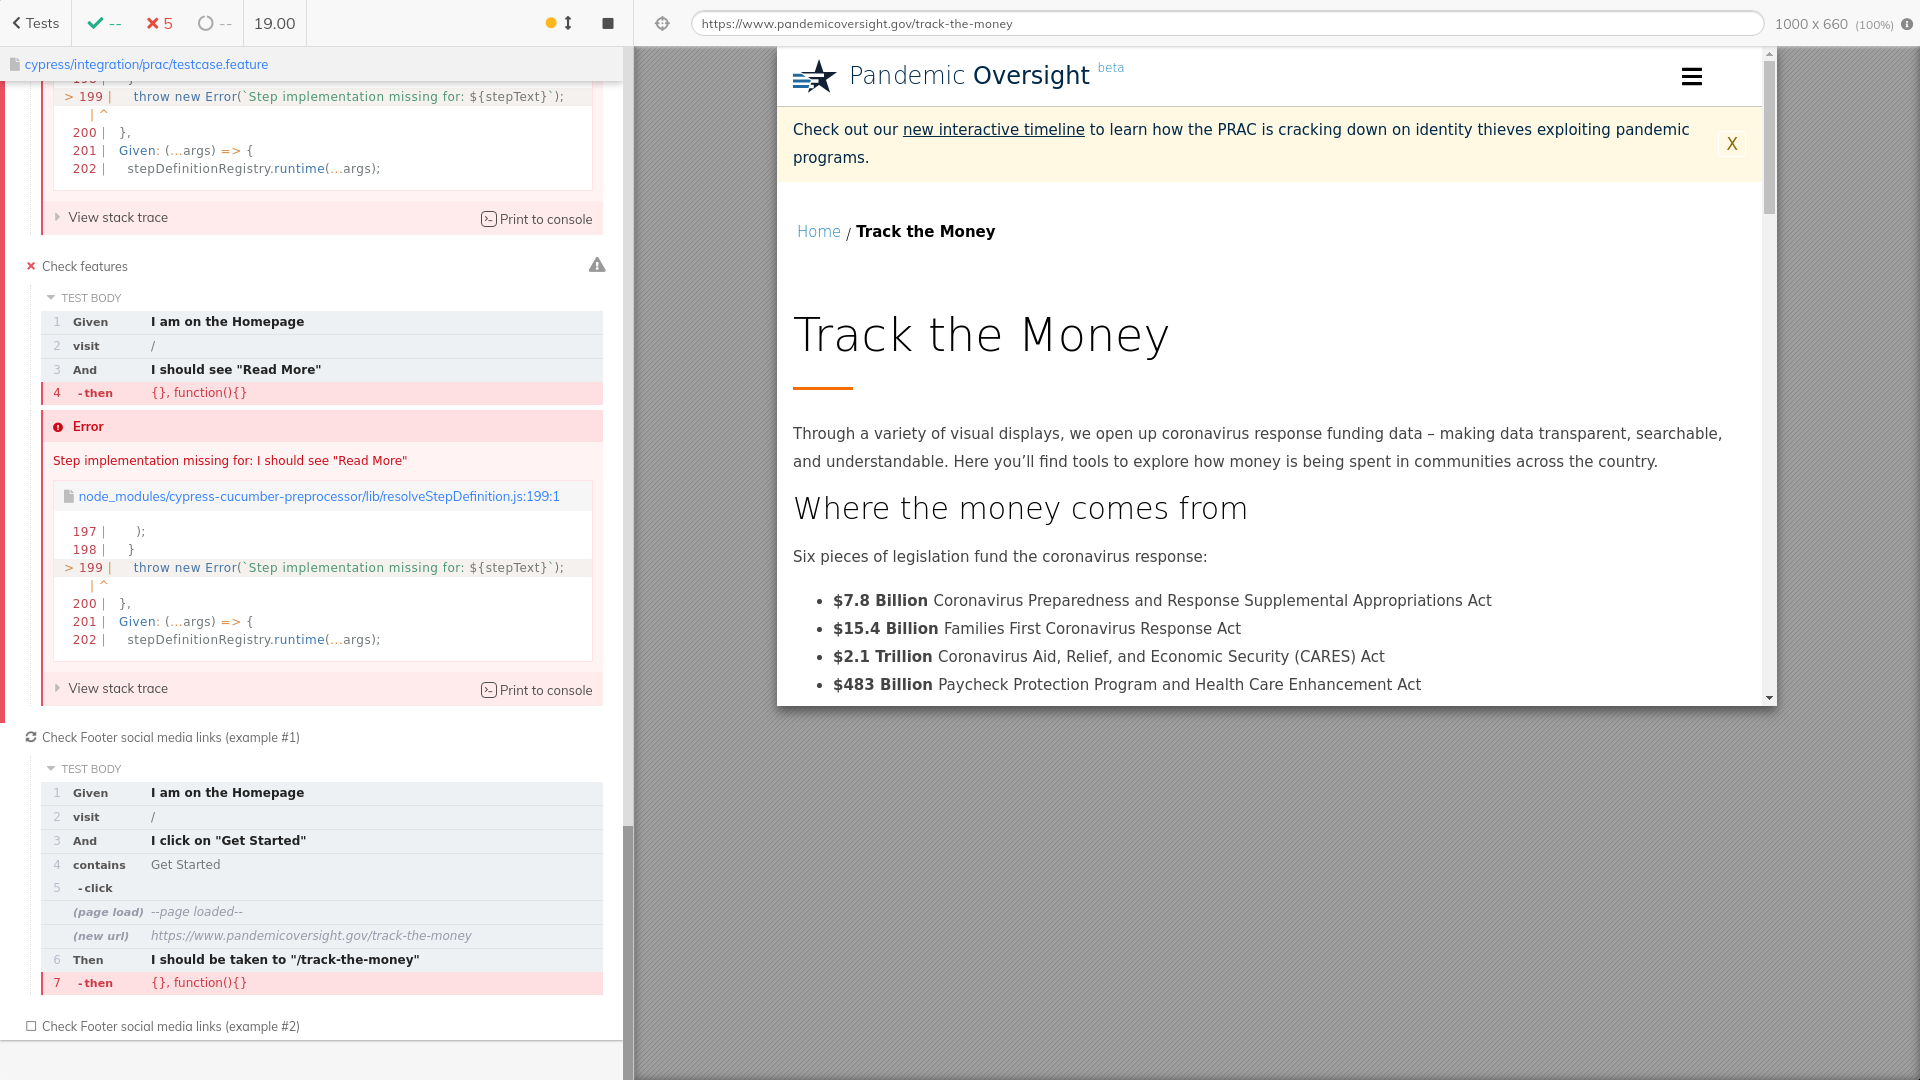 Tests
--
5
--
19.00
https://www.pandemicoversight.gov/track-the-money
1000 x 660 (100%)
cypress/integration/prac/testcase.feature
> 199 | throw new Error(`Step implementation missing for: ${stepText}`);
| ^
200 | },
201 | Given: (...args) => {
202 | stepDefinitionRegistry.runtime(...args);
View stack trace
Print to console
Check features
TEST BODY
1 Given I am on the Homepage
2 visit /
3 And I should see "Read More"
4 -then {}, function(){}
Error
Step implementation missing for: I should see "Read More"
node_modules/cypress-cucumber-preprocessor/lib/resolveStepDefinition.js:199:1
197 | );
198 | }
> 199 | throw new Error(`Step implementation missing for: ${stepText}`);
| ^
200 | },
201 | Given: (...args) => {
202 | stepDefinitionRegistry.runtime(...args);
View stack trace
Print to console
Check Footer social media links (example #1)
TEST BODY
1 Given I am on the Homepage
2 visit /
3 And I click on "Get Started"
4 contains Get Started
5 -click
(page load) --page loaded--
(new url) https://www.pandemicoversight.gov/track-the-money
6 Then I should be taken to "/track-the-money"
7 -then {}, function(){}
Check Footer social media links (example #2)
Pandemic Oversight beta
Check out our new interactive timeline to learn how the PRAC is cracking down on identity thieves exploiting pandemic
programs.
X
Home / Track the Money
Track the Money
Through a variety of visual displays, we open up coronavirus response funding data – making data transparent, searchable,
and understandable. Here you’ll find tools to explore how money is being spent in communities across the country.
Where the money comes from
Six pieces of legislation fund the coronavirus response:
• $7.8 Billion Coronavirus Preparedness and Response Supplemental Appropriations Act
• $15.4 Billion Families First Coronavirus Response Act
• $2.1 Trillion Coronavirus Aid, Relief, and Economic Security (CARES) Act
• $483 Billion Paycheck Protection Program and Health Care Enhancement Act